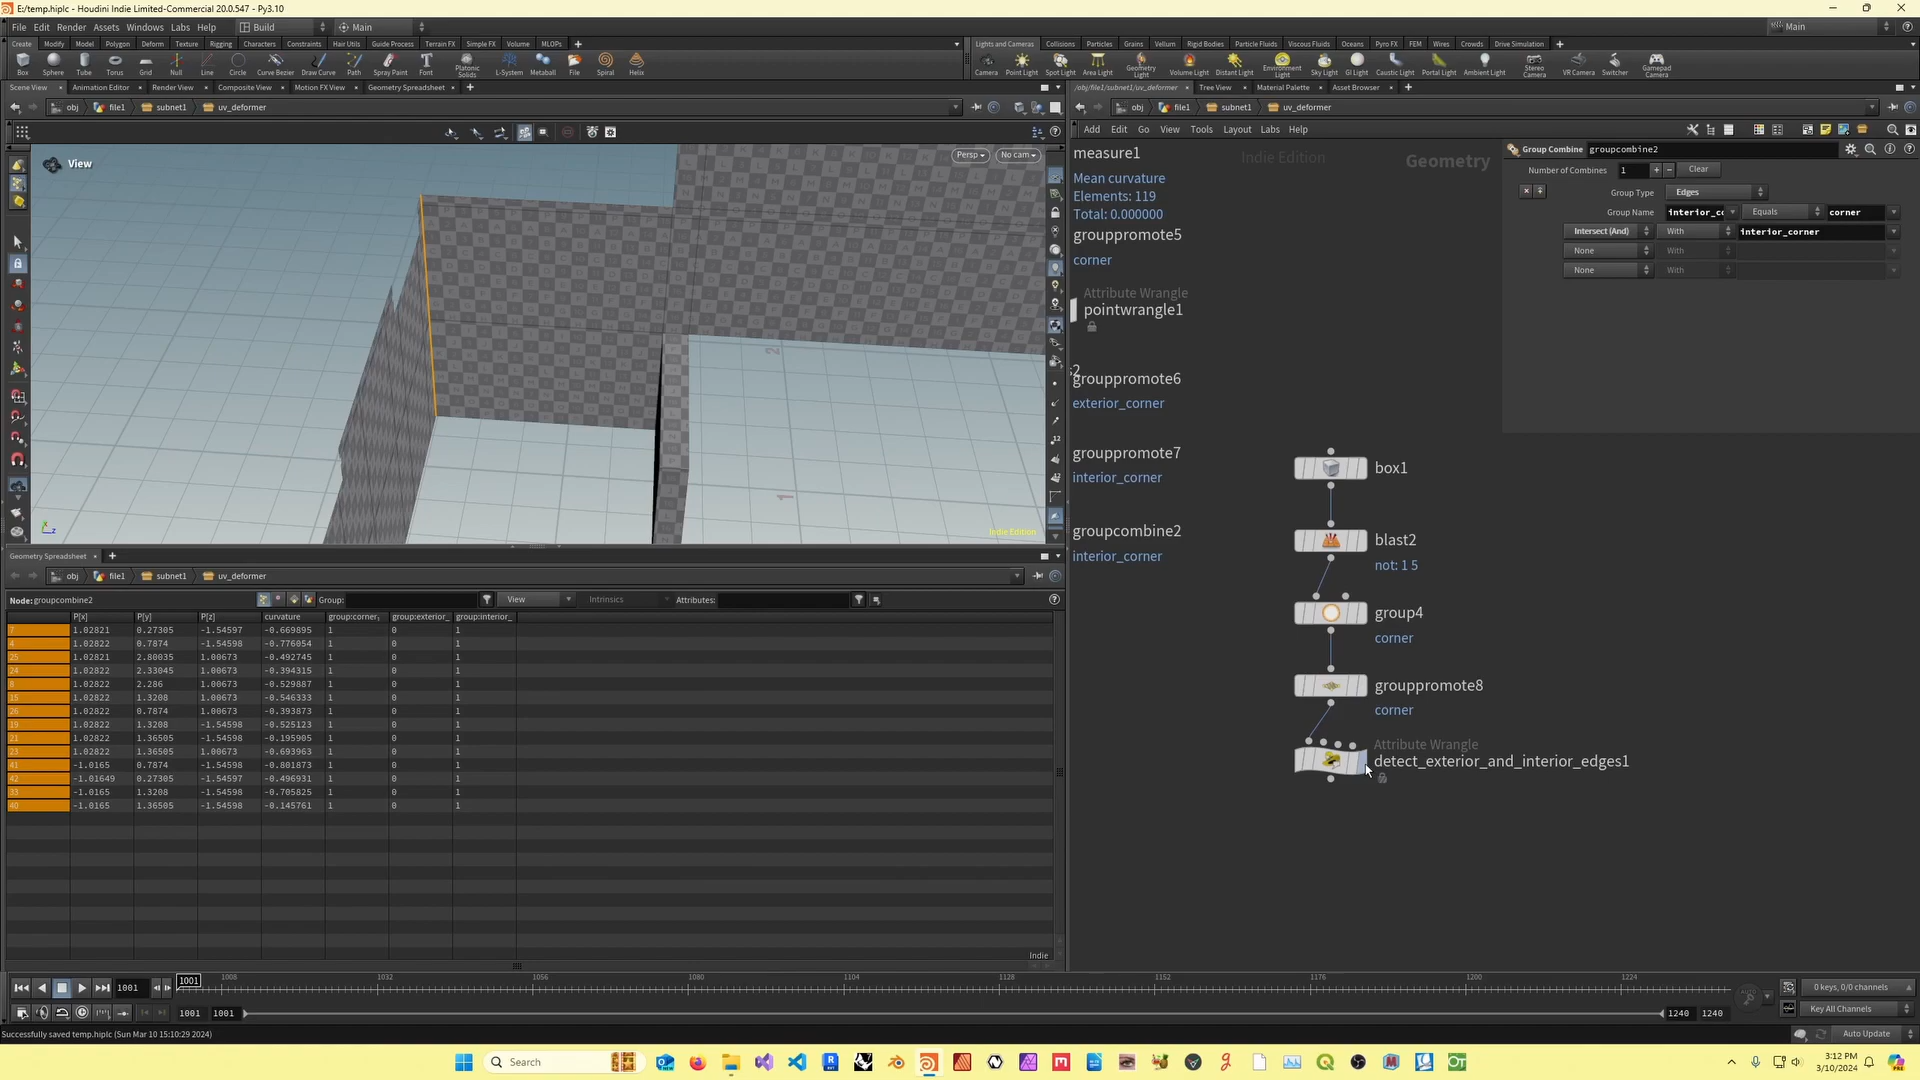 E:/temp.hiplc - Houdini Indie Limited-Commercial 20.0.547 - Py3.10
File Edit Render Assets Windows Labs Help Build Main Main
Create Modify Model Polygon Deform Texture Rigging Characters Constraints Hair Utils Guide Process Terrain FX Simple FX Volume MLOPs
Lights and Cameras Collisions Particles Grains Vellum Rigid Bodies Particle Fluids Viscous Fluids Oceans Pyro FX FEM Wires Crowds Drive Simulation
Box Sphere Tube Torus Grid Null Line Circle Curve Bezier Draw Curve Path Spray Paint Font Platonic Solids L-System Metaball File Spiral Helix
Camera Point Light Spot Light Area Light Geometry Light Volume Light Distant Light Environment Light Sky Light GI Light Caustic Light Portal Light Ambient Light Stereo Camera VR Camera Switcher Gamepad Camera
Scene View Animation Editor Render View Composite View Motion FX View Geometry Spreadsheet
/obj/file1/subnet1/uv_deformer Tree View Material Palette Asset Browser
obj file1 subnet1 uv_deformer
obj file1 subnet1 uv_deformer
Add Edit Go View Tools Layout Labs Help
View
Persp No cam
2
1
Indie Edition
measure1
Mean curvature
Elements: 119
Total: 0.000000
grouppromote5
corner
Attribute Wrangle
pointwrangle1
grouppromote6
exterior_corner
grouppromote7
interior_corner
groupcombine2
interior_corner
Indie Edition
Geometry
box1
blast2
not: 1 5
group4
corner
grouppromote8
corner
Attribute Wrangle
detect_exterior_and_interior_edges1
Group Combine groupcombine2
Number of Combines 1 Clear
Group Type Edges
Group Name interior_co Equals corner
Intersect (And) With interior_corner
None With
None With
Geometry Spreadsheet
obj file1 subnet1 uv_deformer
Node: groupcombine2 Group: View Intrinsics Attributes:
P[x] P[y] P[z] curvature group:corner group:exterior_ group:interior_
7 1.02821 0.27305 -1.54597 -0.669895 1 0 1
4 1.02822 0.7874 -1.54598 -0.776054 1 0 1
25 1.02821 2.80035 1.00673 -0.492745 1 0 1
24 1.02822 2.33045 1.00673 -0.394315 1 0 1
1.02822 2.286 1.00673 -0.529887 1 0 1
15 1.02822 1.3208 1.00673 -0.546333 1 0 1
26 1.02822 0.7874 1.00673 -0.393873 1 0 1
19 1.02822 1.3208 -1.54598 -0.525123 1 0 1
21 1.02822 1.36505 -1.54598 -0.195905 1 0 1
23 1.02822 1.36505 1.00673 -0.693963 1 0 1
41 -1.0165 0.7874 -1.54598 -0.801873 1 0 1
42 -1.01649 0.27305 -1.54597 -0.496931 1 0 1
33 -1.0165 1.3208 -1.54598 -0.705825 1 0 1
40 -1.0165 1.36505 -1.54598 -0.145761 1 0 1
Indie
1001 1001 1008 1032 1056 1080 1104 1128 1152 1176 1200 1224
0 keys, 0/0 channels
1001 1001 1240 1240
Key All Channels
Successfully saved temp.hiplc (Sun Mar 10 15:10:29 2024)
Auto Update
Search
3:12 PM
3/10/2024